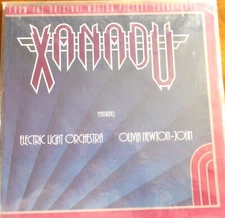 FROM THE ORIGINAL MOTION PICTURE SOUNDTRACK
XANADU
FEATURING
ELECTRIC LIGHT ORCHESTRA OLIVIA NEWTON-JOHN